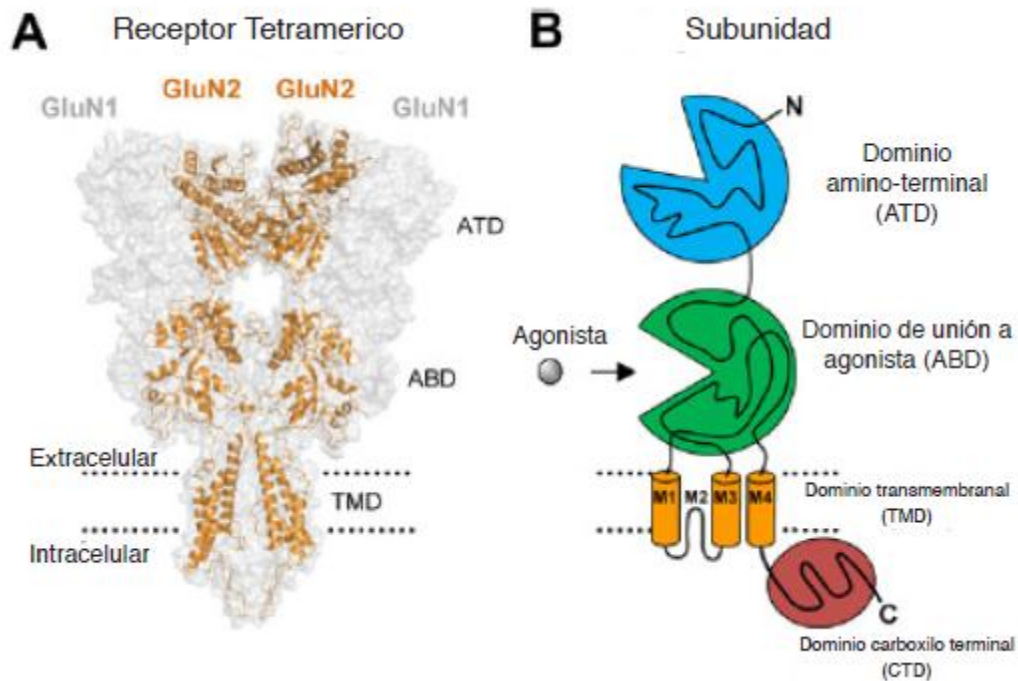 A
Receptor Tetramerico
GluN1
GluN2
GluN2
GluN1
ATD
ABD
Extracelular
TMD
Intracelular
B
Subunidad
N
Dominio
amino-terminal
(ATD)
Agonista
Dominio de unión a
agonista (ABD)
M1
M2
M3
M4
Dominio transmembranal
(TMD)
C
Dominio carboxilo terminal
(CTD)